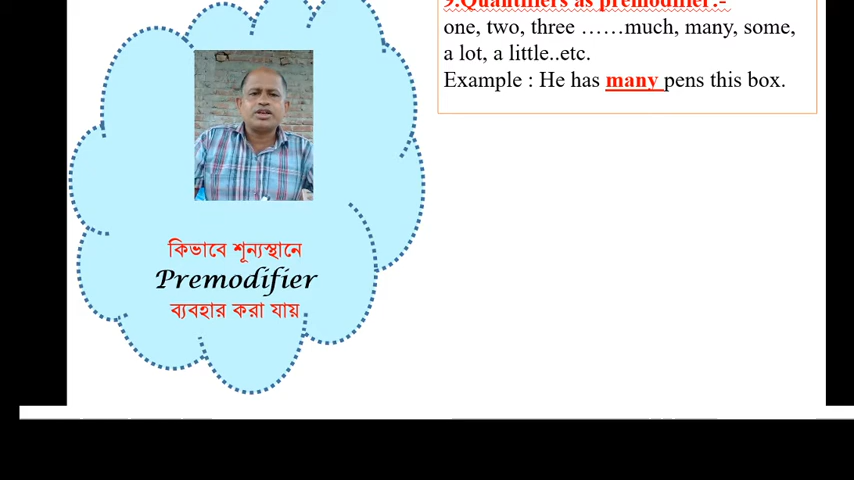 9.Quantifiers as premodifier:-
one, two, three ……much, many, some,
a lot, a little..etc.
Example : He has many pens this box.
কিভাবে শূন্যস্থানে
Premodifier
ব্যবহার করা যায়